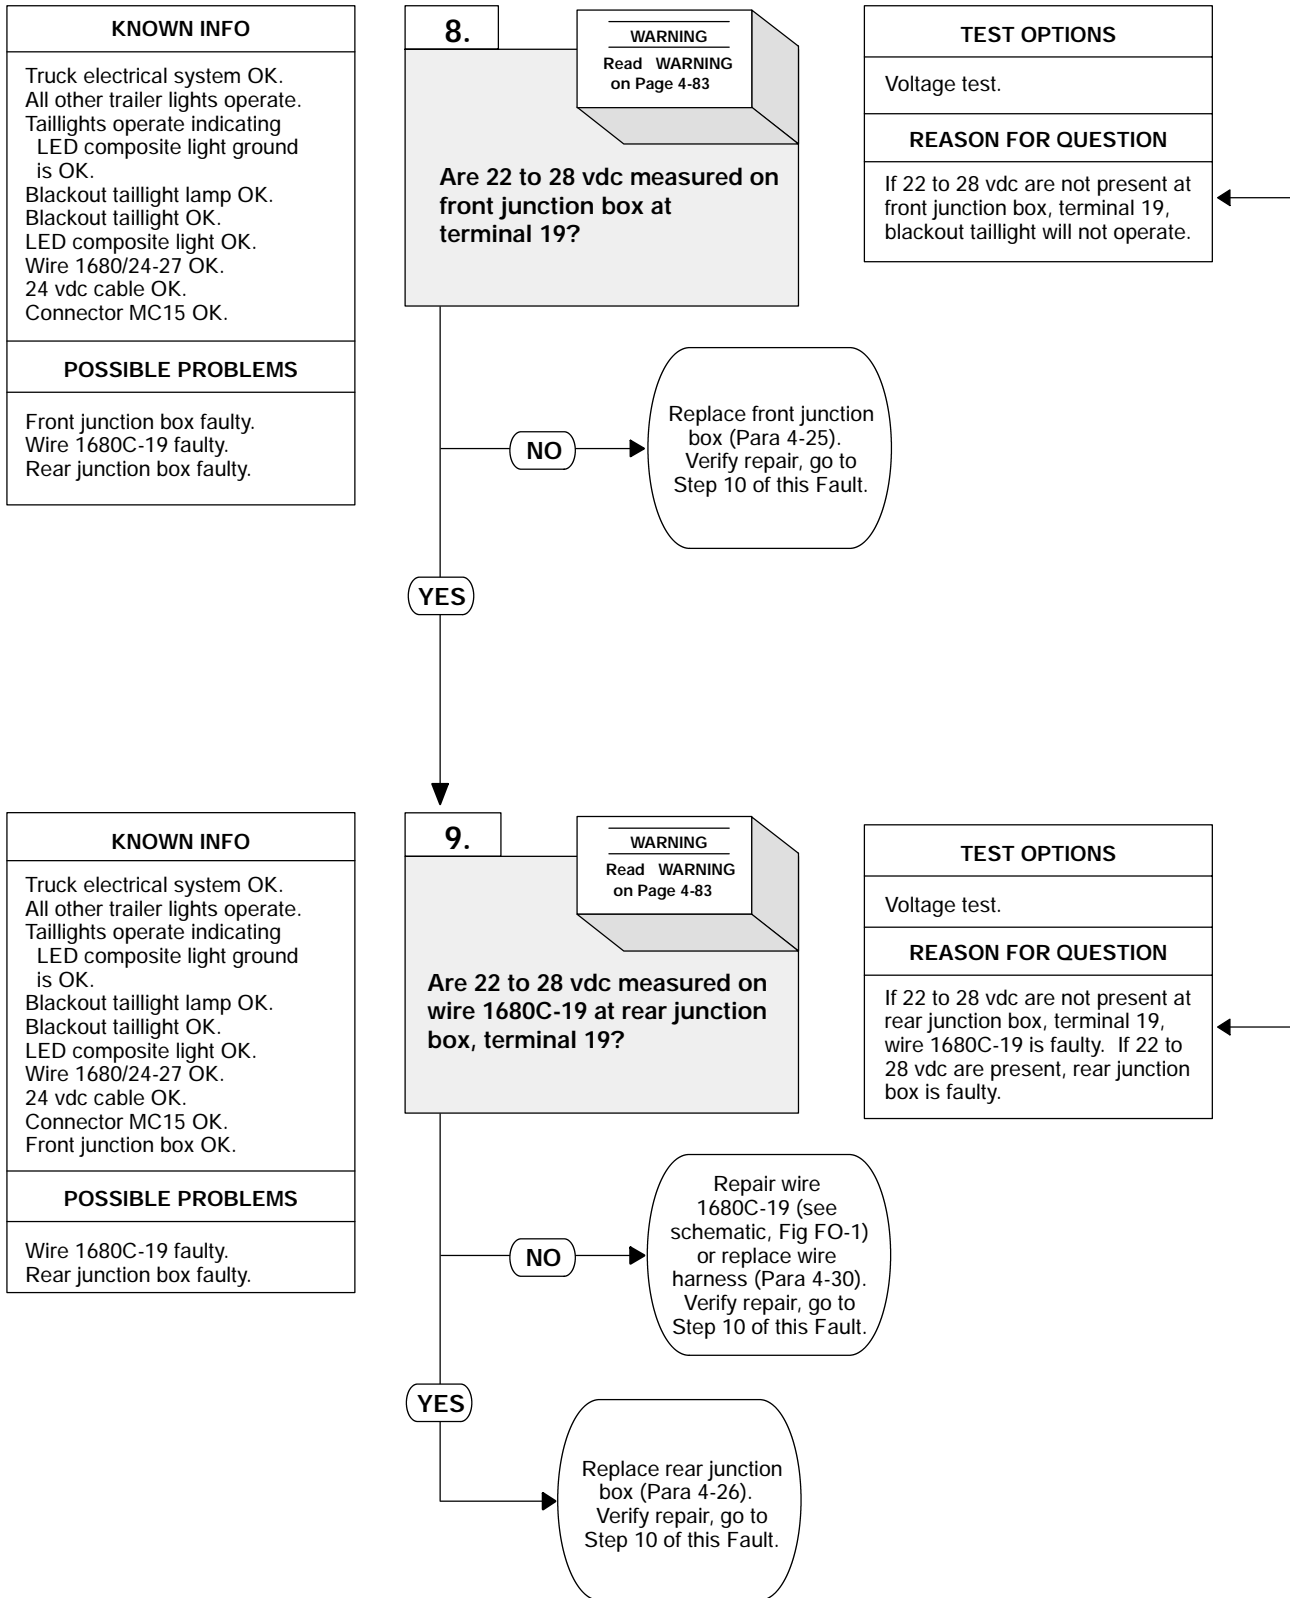 KNOWN INFO
Truck electrical system OK.
All other trailer lights operate.
Taillights operate indicating
LED composite light ground
is OK.
Blackout taillight lamp OK.
Blackout taillight OK.
LED composite light OK.
Wire 1680/24-27 OK.
24 vdc cable OK.
Connector MC15 OK.
POSSIBLE PROBLEMS
Front junction box faulty.
Wire 1680C-19 faulty.
Rear junction box faulty.
8.
WARNING
Read WARNING
on Page 4-83
Are 22 to 28 vdc measured on
front junction box at
terminal 19?
TEST OPTIONS
Voltage test.
REASON FOR QUESTION
If 22 to 28 vdc are not present at
front junction box, terminal 19,
blackout taillight will not operate.
NO
Replace front junction
box (Para 4-25).
Verify repair, go to
Step 10 of this Fault.
YES
KNOWN INFO
Truck electrical system OK.
All other trailer lights operate.
Taillights operate indicating
LED composite light ground
is OK.
Blackout taillight lamp OK.
Blackout taillight OK.
LED composite light OK.
Wire 1680/24-27 OK.
24 vdc cable OK.
Connector MC15 OK.
Front junction box OK.
POSSIBLE PROBLEMS
Wire 1680C-19 faulty.
Rear junction box faulty.
9.
WARNING
Read WARNING
on Page 4-83
Are 22 to 28 vdc measured on
wire 1680C-19 at rear junction
box, terminal 19?
TEST OPTIONS
Voltage test.
REASON FOR QUESTION
If 22 to 28 vdc are not present at
rear junction box, terminal 19,
wire 1680C-19 is faulty. If 22 to
28 vdc are present, rear junction
box is faulty.
NO
Repair wire
1680C-19 (see
schematic, Fig FO-1)
or replace wire
harness (Para 4-30).
Verify repair, go to
Step 10 of this Fault.
YES
Replace rear junction
box (Para 4-26).
Verify repair, go to
Step 10 of this Fault.